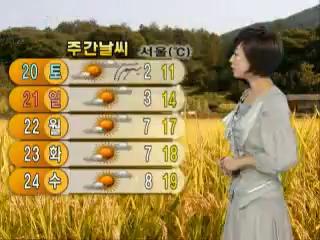 주간날씨 서울(℃)
20 토 2 11
21 일 3 14
22 월 7 17
23 화 7 18
24 수 8 19